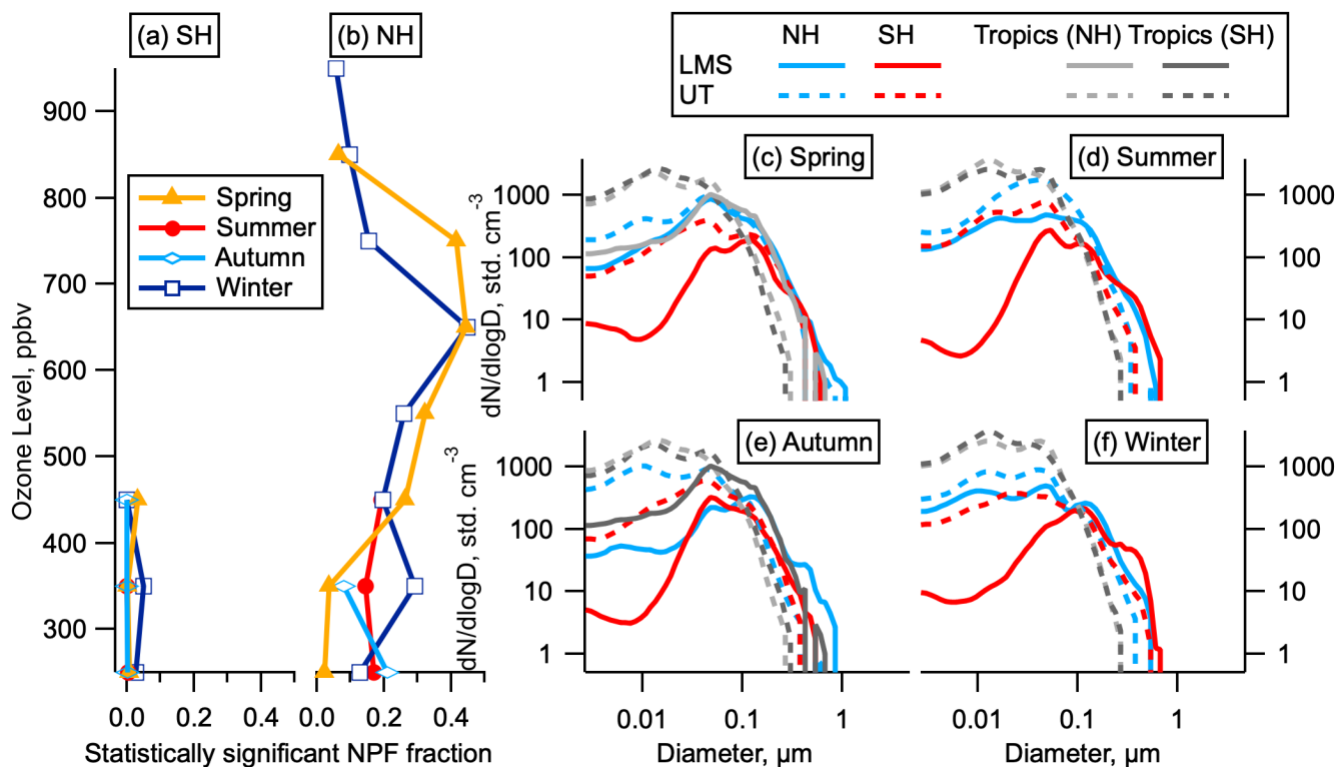 (a) SH
(b) NH
Ozone Level, ppbv
900
800
700
600
500
400
300
Spring
Summer
Autumn
Winter
0.0 0.2 0.4
0.0 0.2 0.4
Statistically significant NPF fraction
NH SH Tropics (NH) Tropics (SH)
LMS
UT
(c) Spring
(d) Summer
dN/dlogD, std. cm-3
1000
100
10
1
1000
100
10
1
(e) Autumn
(f) Winter
dN/dlogD, std. cm-3
1000
100
10
1
1000
100
10
1
0.01 0.1 1
0.01 0.1 1
Diameter, µm
Diameter, µm